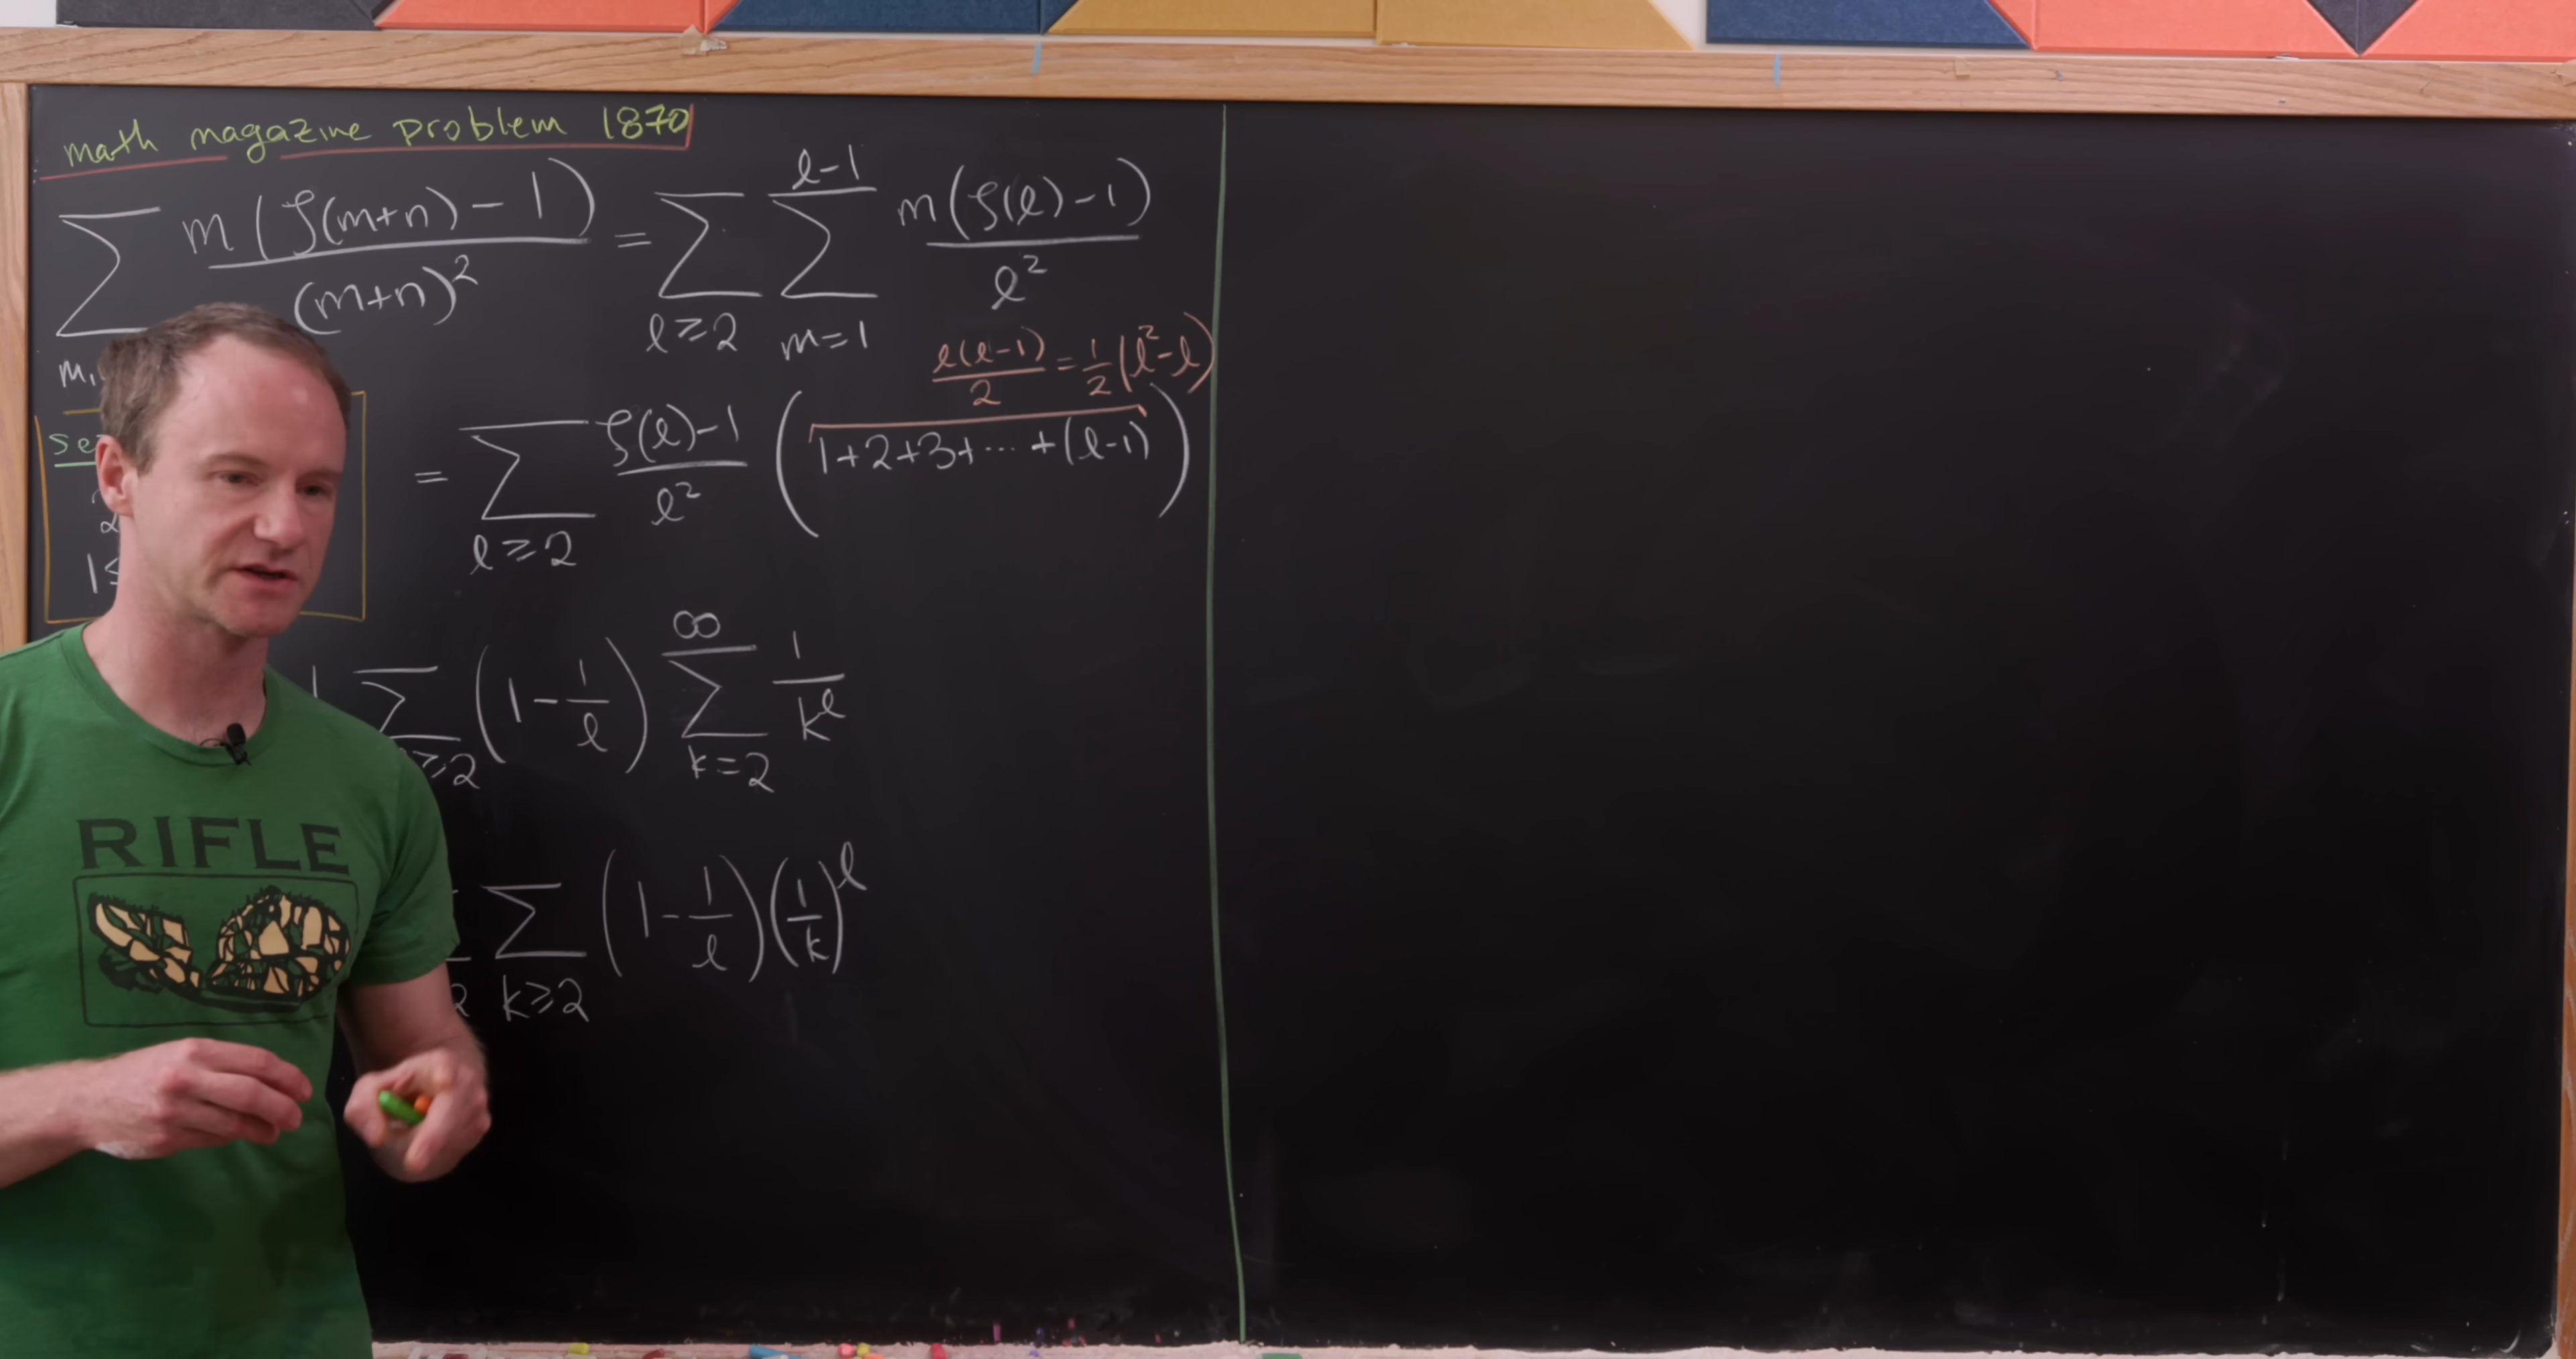 math magazine problem 1870
∑ m(ζ(m+n)-1)/(m+n)² = ∑_{ℓ≥2} ∑_{m=1}^{ℓ-1} m(ζ(ℓ)-1)/ℓ²
ℓ(ℓ-1)/2 = 1/2(ℓ²-ℓ)
= ∑_{ℓ≥2} (ζ(ℓ)-1)/ℓ² (1+2+3+⋯+(ℓ-1))
∑_{≥2} (1-1/ℓ) ∑_{k=2}^{∞} 1/k^ℓ
∑_{k≥2} (1-1/ℓ)(1/k)^ℓ
RIFLE